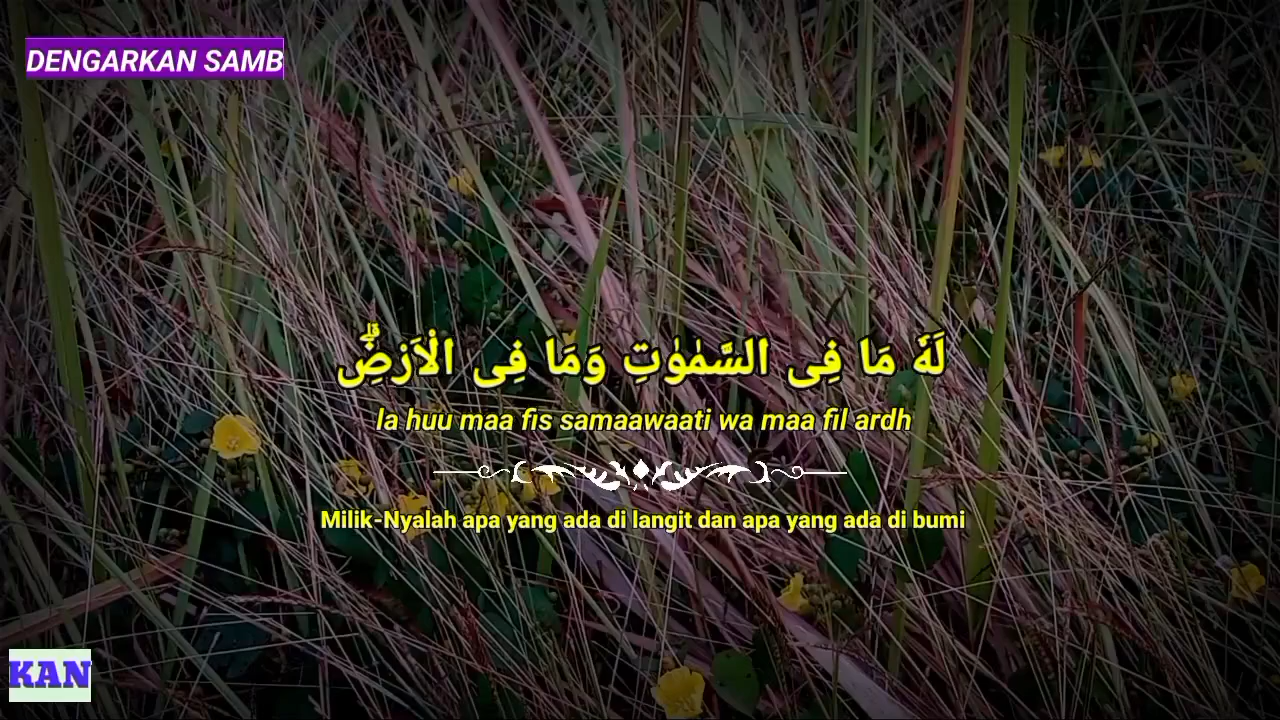 DENGARKAN SAMB
لَهٗ مَا فِى السَّمٰوٰتِ وَمَا فِى الْاَرْضِۗ
la huu maa fis samaawaati wa maa fil ardh
Milik-Nyalah apa yang ada di langit dan apa yang ada di bumi
KAN